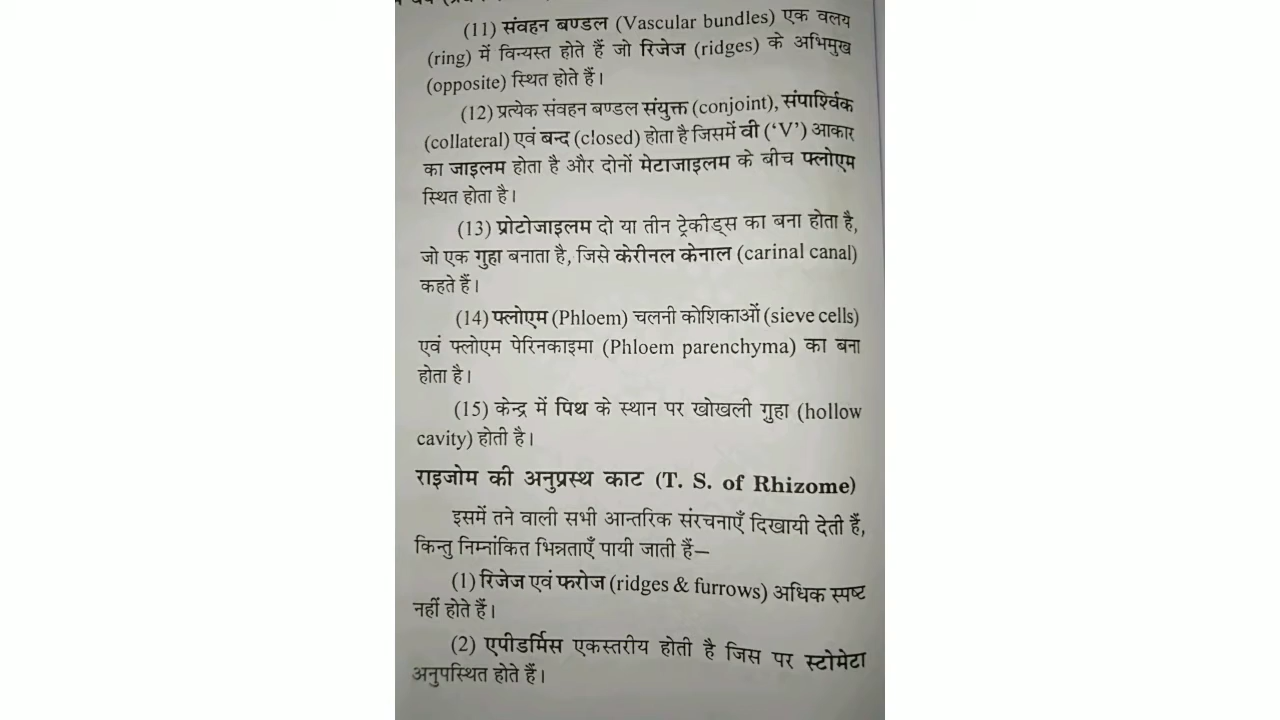 (11) संवहन बण्डल (Vascular bundles) एक वलय
(ring) में विन्यस्त होते हैं जो रिजेज (ridges) के अभिमुख
(opposite) स्थित होते हैं।
(12) प्रत्येक संवहन बण्डल संयुक्त (conjoint), संपार्श्विक
(collateral) एवं बन्द (closed) होता है जिसमें वी (‘V’) आकार
का जाइलम होता है और दोनों मेटाजाइलम के बीच फ्लोएम
स्थित होता है।
(13) प्रोटोजाइलम दो या तीन ट्रेकीड्स का बना होता है,
जो एक गुहा बनाता है, जिसे केरीनल केनाल (carinal canal)
कहते हैं।
(14) फ्लोएम (Phloem) चलनी कोशिकाओं (sieve cells)
एवं फ्लोएम पेरिनकाइमा (Phloem parenchyma) का बना
होता है।
(15) केन्द्र में पिथ के स्थान पर खोखली गुहा (hollow
cavity) होती है।
राइजोम की अनुप्रस्थ काट (T. S. of Rhizome)
इसमें तने वाली सभी आन्तरिक संरचनाएँ दिखायी देती हैं,
किन्तु निम्नांकित भिन्नताएँ पायी जाती हैं—
(1) रिजेज एवं फरोज (ridges & furrows) अधिक स्पष्ट
नहीं होते हैं।
(2) एपीडर्मिस एकस्तरीय होती है जिस पर स्टोमेटा
अनुपस्थित होते हैं।